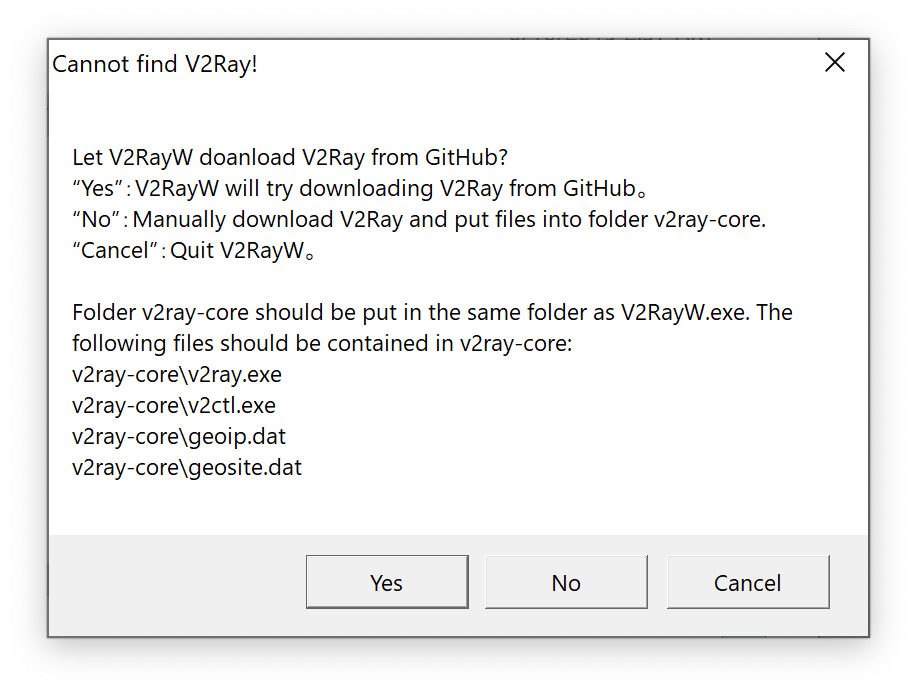 Cannot find V2Ray!
Let V2RayW doanload V2Ray from GitHub?
“Yes”：V2RayW will try downloading V2Ray from GitHub。
“No”：Manually download V2Ray and put files into folder v2ray-core.
“Cancel”：Quit V2RayW。
Folder v2ray-core should be put in the same folder as V2RayW.exe. The
following files should be contained in v2ray-core:
v2ray-core\v2ray.exe
v2ray-core\v2ctl.exe
v2ray-core\geoip.dat
v2ray-core\geosite.dat
Yes
No
Cancel